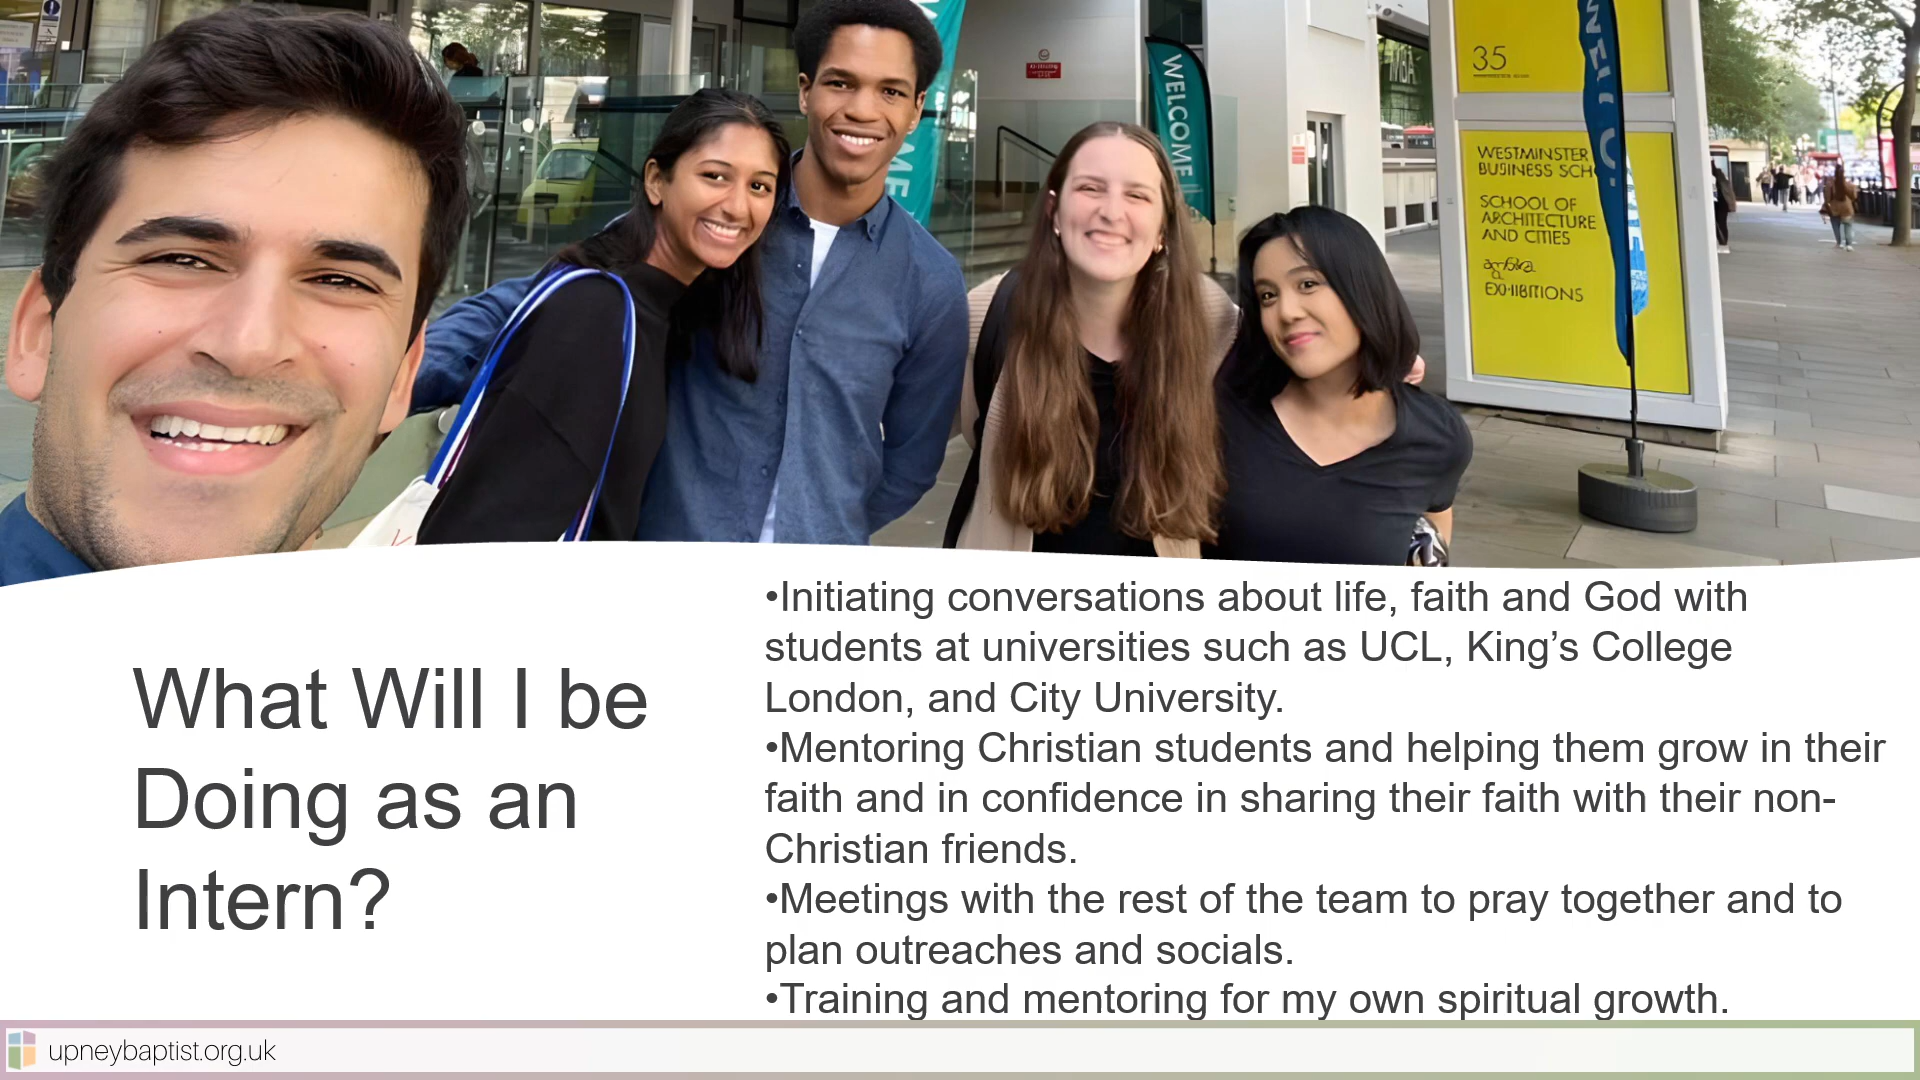 35
WELCOME
WESTMINSTER
BUSINESS SCH
SCHOOL OF
ARCHITECTURE
AND CITIES
What Will I be
Doing as an
Intern?
•Initiating conversations about life, faith and God with
students at universities such as UCL, King’s College
London, and City University.
•Mentoring Christian students and helping them grow in their
faith and in confidence in sharing their faith with their non-
Christian friends.
•Meetings with the rest of the team to pray together and to
plan outreaches and socials.
•Training and mentoring for my own spiritual growth.
upneybaptist.org.uk